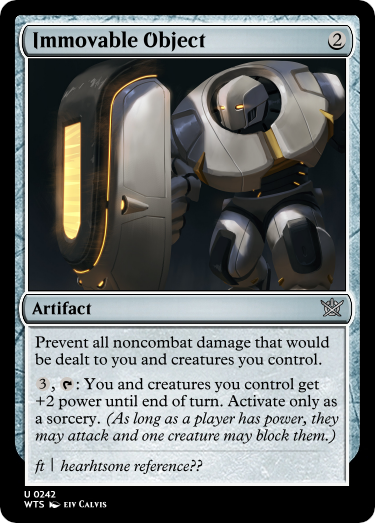 Immovable Object 2
Artifact
Prevent all noncombat damage that would
be dealt to you and creatures you control.
3, : You and creatures you control get
+2 power until end of turn. Activate only as
a sorcery. (As long as a player has power, they
may attack and one creature may block them.)
ft | hearhtsone reference??
U 0242
WTS EIV CALVIS